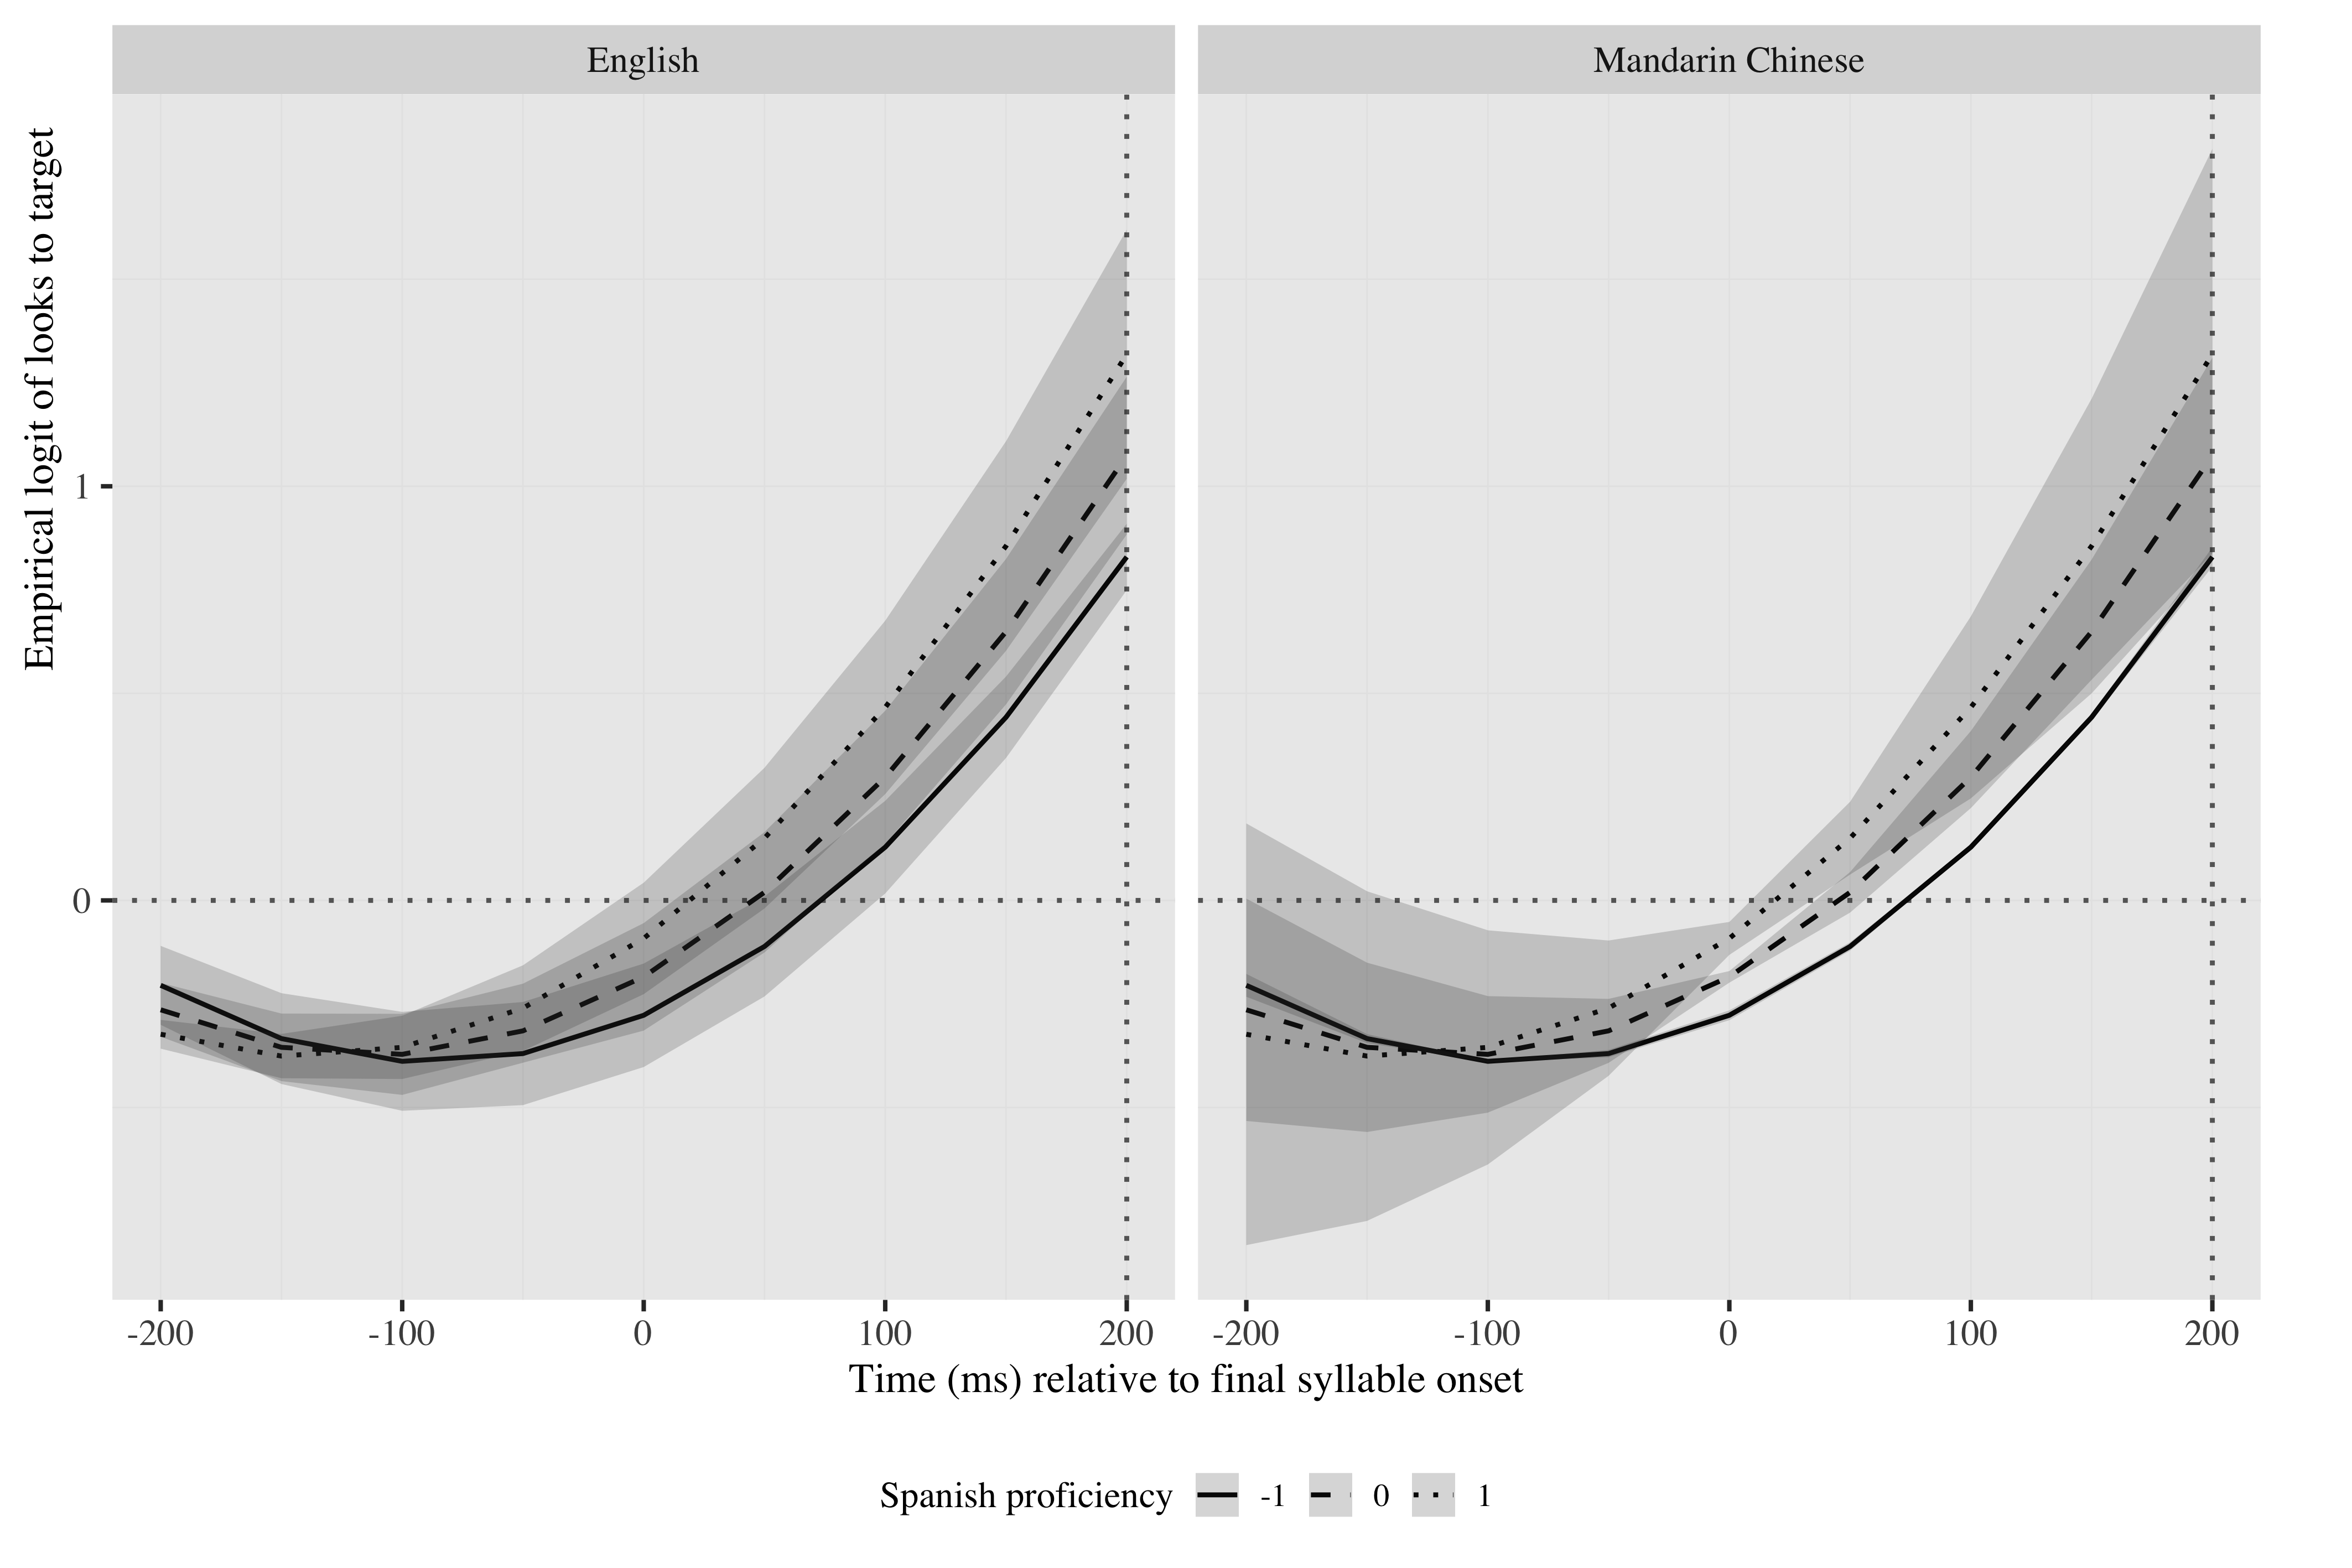 English
Mandarin Chinese
Empirical logit of looks to target
1
0
-200 -100 0 100 200
-200 -100 0 100 200
Time (ms) relative to final syllable onset
Spanish proficiency -1 0 1